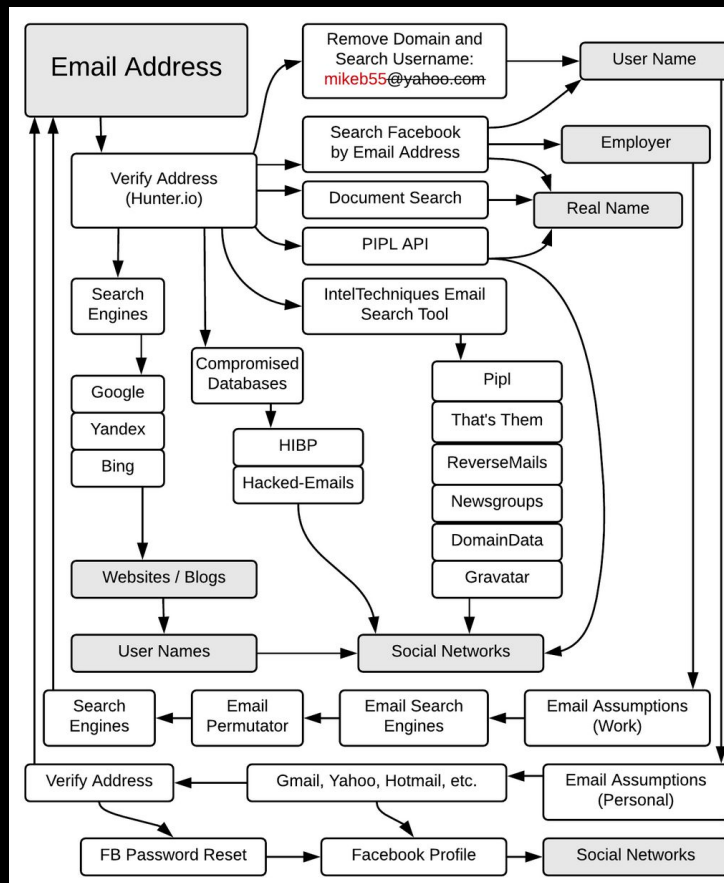 Email Address
Remove Domain and
Search Username:
mikeb55@yahoo.com
User Name
Search Facebook
by Email Address
Employer
Verify Address
(Hunter.io)
Document Search
Real Name
PIPL API
Search
Engines
IntelTechniques Email
Search Tool
Compromised
Databases
Google
Yandex
Bing
Pipl
That's Them
ReverseMails
Newsgroups
DomainData
Gravatar
HIBP
Hacked-Emails
Websites / Blogs
User Names
Social Networks
Search
Engines
Email
Permutator
Email Search
Engines
Email Assumptions
(Work)
Verify Address
Gmail, Yahoo, Hotmail, etc.
Email Assumptions
(Personal)
FB Password Reset
Facebook Profile
Social Networks